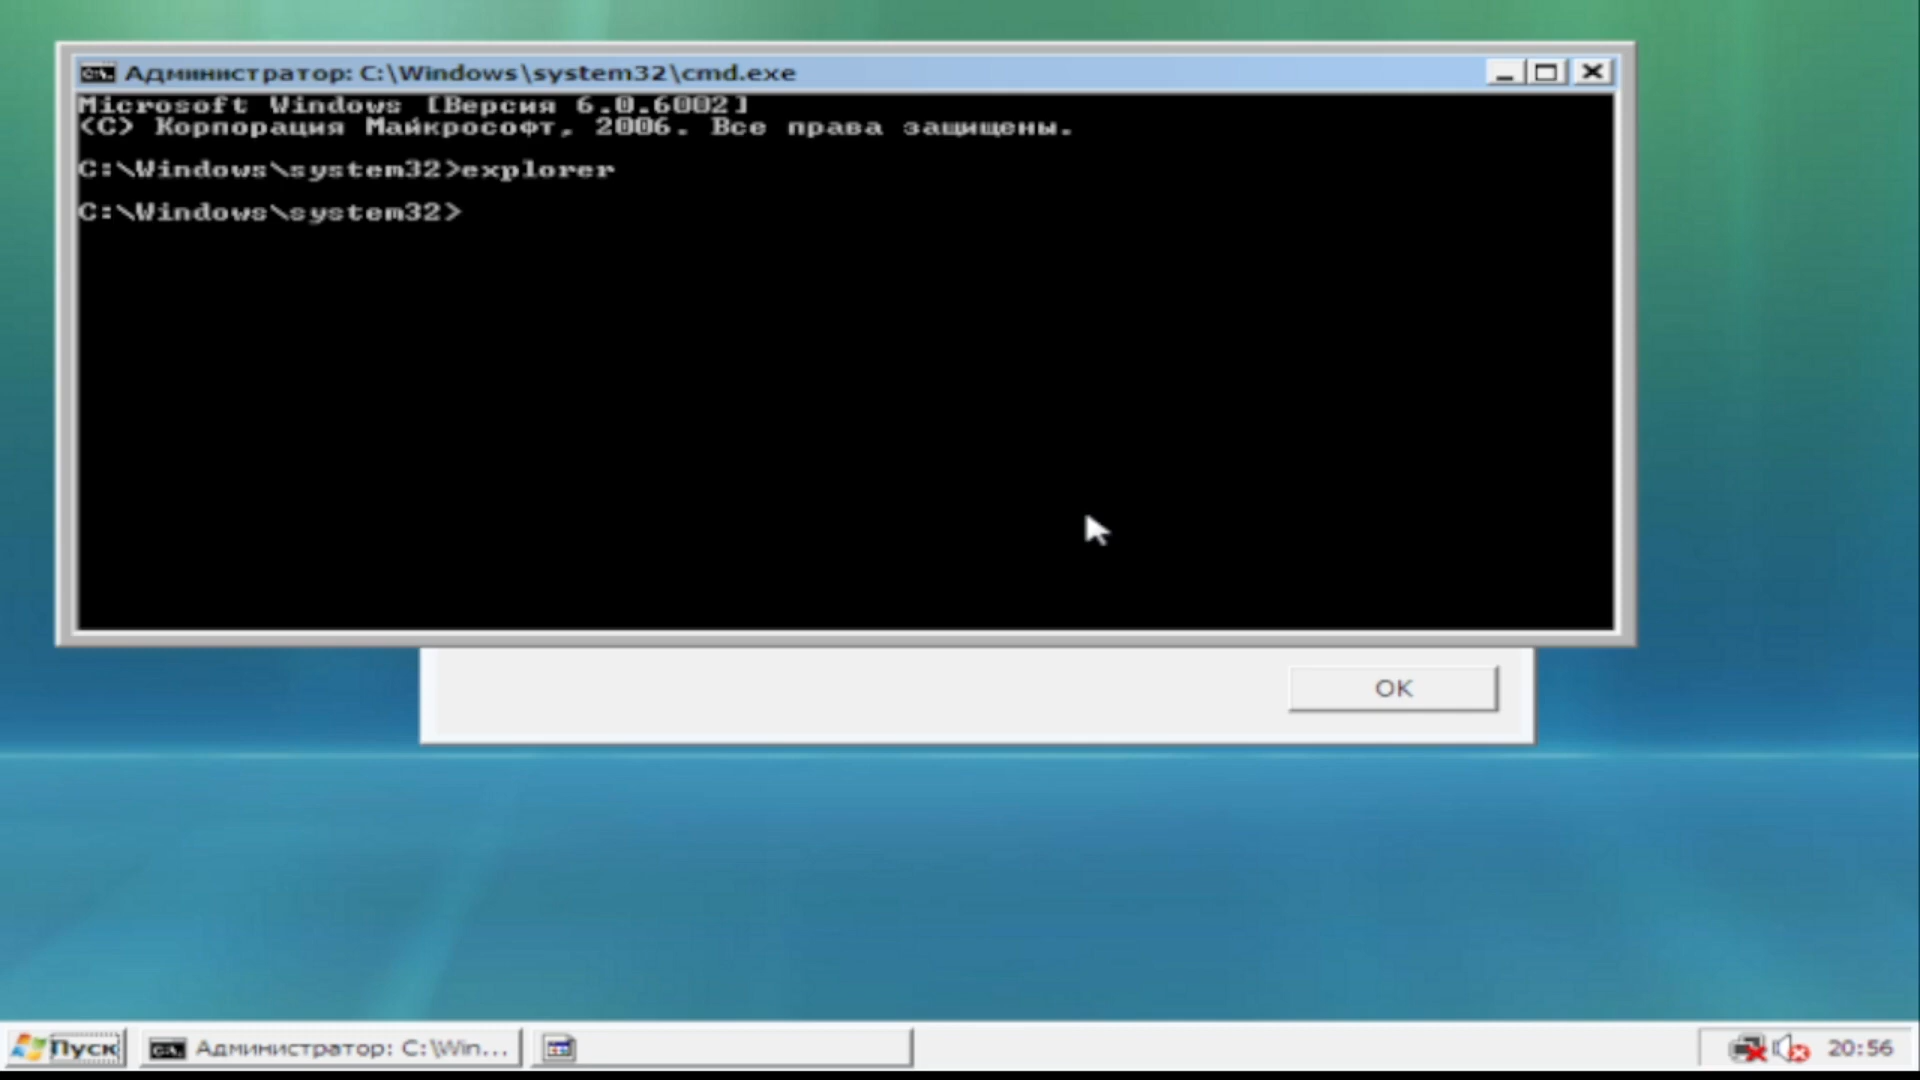 Администратор: C:\Windows\system32\cmd.exe
Microsoft Windows [Версия 6.0.6002]
(C) Корпорация Майкрософт, 2006. Все права защищены.
C:\Windows\system32>explorer
C:\Windows\system32>
OK
Пуск
Администратор: C:\Win...
20:56